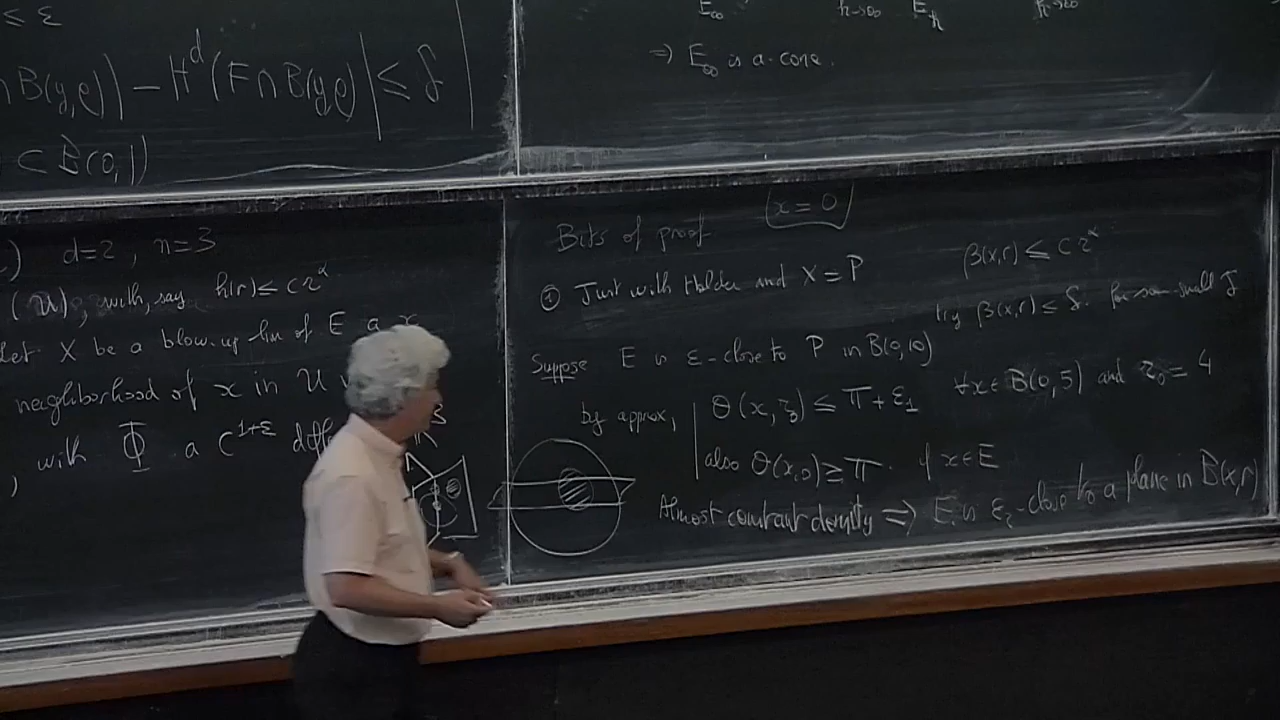 ≤ ε
∩ B(y,ρ)) − H^d (F ∩ B(y,ρ) | ≤ δ
⊂ B(0,1)
E_∞
⇒ E_∞ is a cone.
d=2 , n=3
(U), with, say h(r) ≤ C r^α
Let X be a blow-up lim of E a x
neighborhood of x in U
, with Φ a C^{1+ε} diff
Bits of proof (x = 0)
① Just with Holder and X = P
β(x,r) ≤ C r^α
try β(x,r) ≤ δ. for some small δ
Suppose E is ε-close to P in B(0,10)
by approx, θ(x,r_0) ≤ π + ε_1 ∀x∈B(0,5) and r_0 = 4
also θ(x,0) ≥ π. if x∈E
Almost constant density ⇒ E is ε_2-close to a plane in B(x,r)